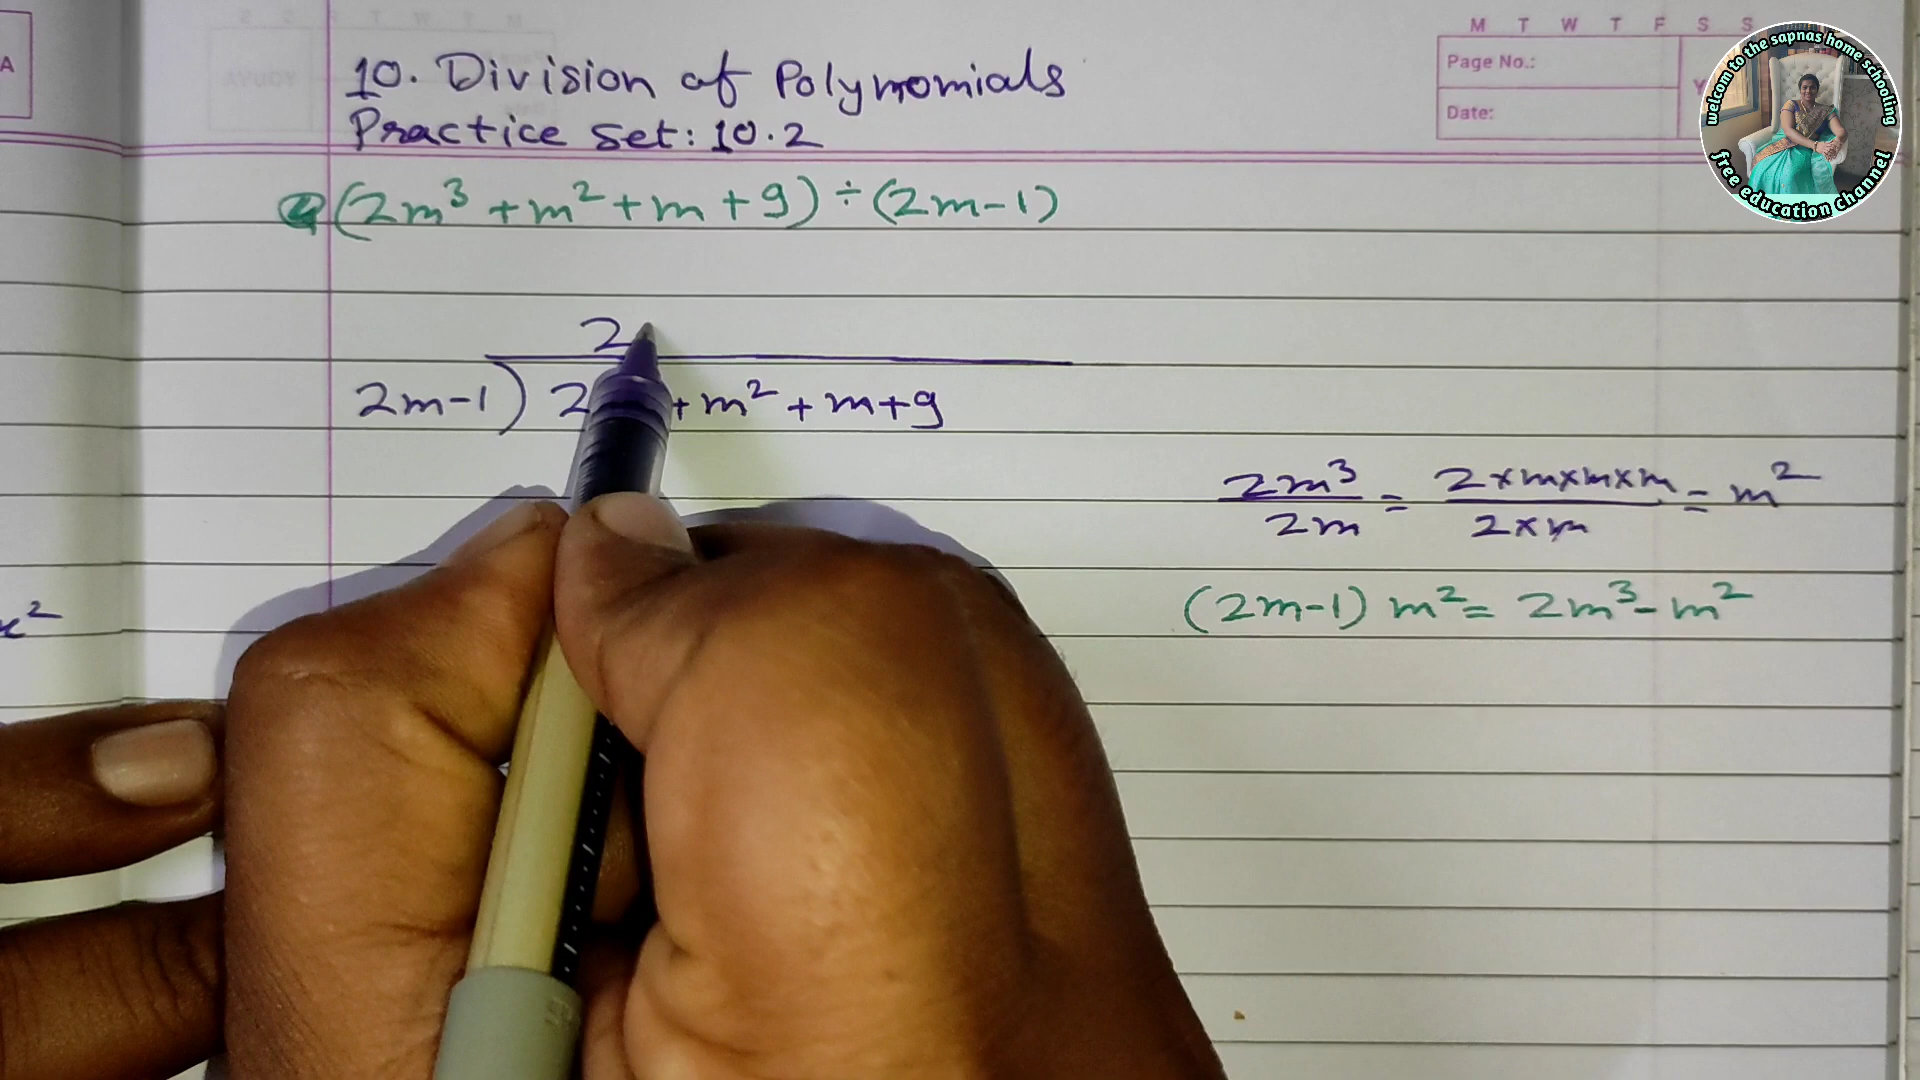 M T W T F S S
Page No.:
Date:
Y
A
welcom to the sapnas home schooling
free education channel
10. Division of Polynomials
Practice Set: 10.2
(2m³ + m² + m + 9) ÷ (2m - 1)
2
2m-1) 2 + m² + m + 9
2m³/2m = 2×m×m×m/2×m = m²
(2m-1) m² = 2m³ - m²
x²